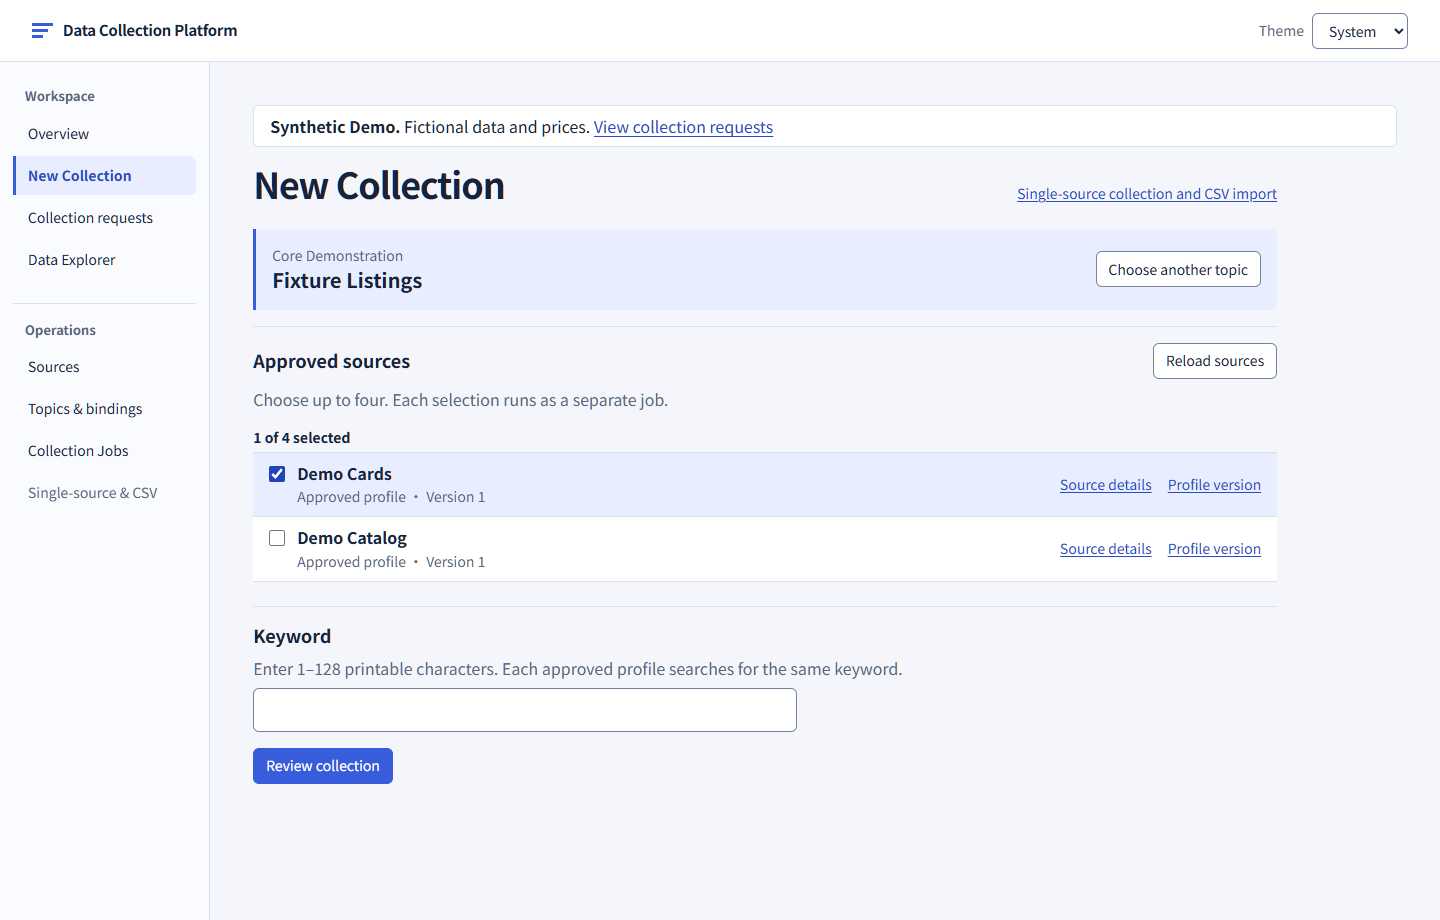 Data Collection Platform
Theme
System
Workspace
Overview
New Collection
Collection requests
Data Explorer
Operations
Sources
Topics & bindings
Collection Jobs
Single-source & CSV
Synthetic Demo. Fictional data and prices. View collection requests
New Collection
Single-source collection and CSV import
Core Demonstration
Fixture Listings
Choose another topic
Approved sources
Reload sources
Choose up to four. Each selection runs as a separate job.
1 of 4 selected
Demo Cards
Approved profile • Version 1
Source details Profile version
Demo Catalog
Approved profile • Version 1
Source details Profile version
Keyword
Enter 1–128 printable characters. Each approved profile searches for the same keyword.
Review collection